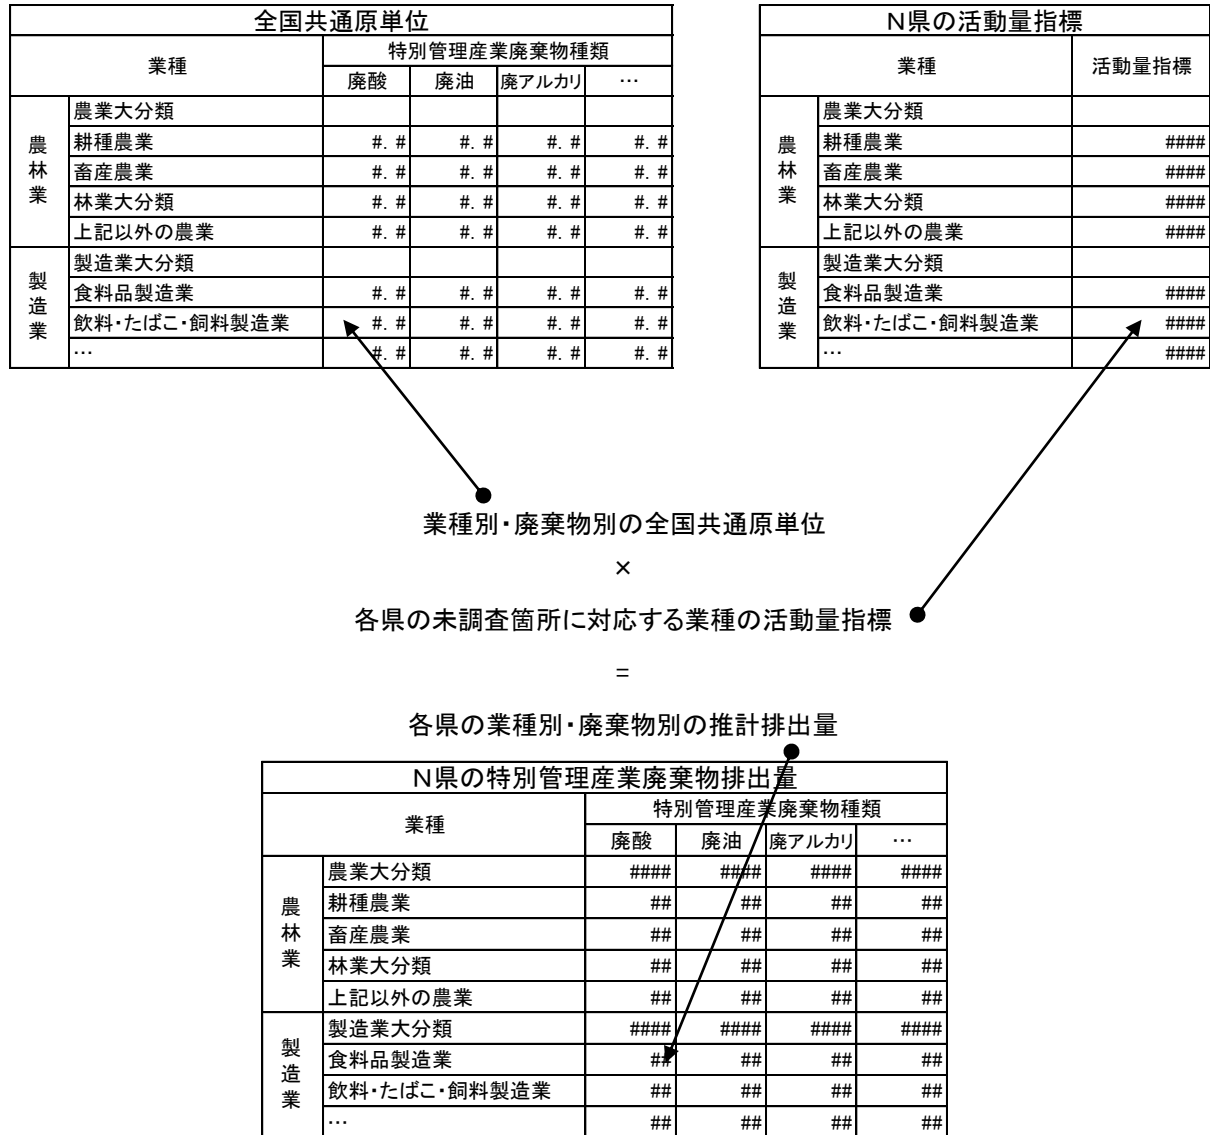 全国共通原単位
業種 特別管理産業廃棄物種類
廃酸 廃油 廃アルカリ …
農林業
農業大分類
耕種農業 #.# #.# #.# #.#
畜産農業 #.# #.# #.# #.#
林業大分類 #.# #.# #.# #.#
上記以外の農業 #.# #.# #.# #.#
製造業
製造業大分類
食料品製造業 #.# #.# #.# #.#
飲料・たばこ・飼料製造業 #.# #.# #.# #.#
… #.# #.# #.# #.#
N県の活動量指標
業種 活動量指標
農林業
農業大分類
耕種農業 ####
畜産農業 ####
林業大分類 ####
上記以外の農業 ####
製造業
製造業大分類
食料品製造業 ####
飲料・たばこ・飼料製造業 ####
… ####
業種別・廃棄物別の全国共通原単位
×
各県の未調査箇所に対応する業種の活動量指標
=
各県の業種別・廃棄物別の推計排出量
N県の特別管理産業廃棄物排出量
業種 特別管理産業廃棄物種類
廃酸 廃油 廃アルカリ …
農林業
農業大分類 #### #### #### ####
耕種農業 ## ## ## ##
畜産農業 ## ## ## ##
林業大分類 ## ## ## ##
上記以外の農業 ## ## ## ##
製造業
製造業大分類 #### #### #### ####
食料品製造業 ## ## ## ##
飲料・たばこ・飼料製造業 ## ## ## ##
… ## ## ## ##